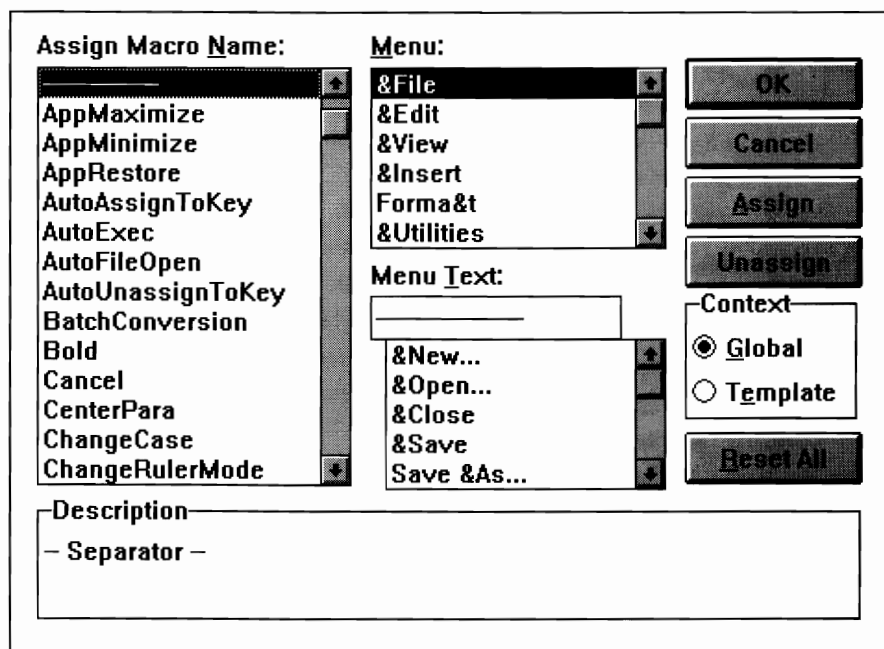 Assign Macro Name:
AppMaximize
AppMinimize
AppRestore
AutoAssignToKey
AutoExec
AutoFileOpen
AutoUnassignToKey
BatchConversion
Bold
Cancel
CenterPara
ChangeCase
ChangeRulerMode
Menu:
&File
&Edit
&View
&Insert
Forma&t
&Utilities
Menu Text:
&New...
&Open...
&Close
&Save
Save &As...
OK
Cancel
Assign
Unassign
Context
Global
Template
Reset All
Description
– Separator –